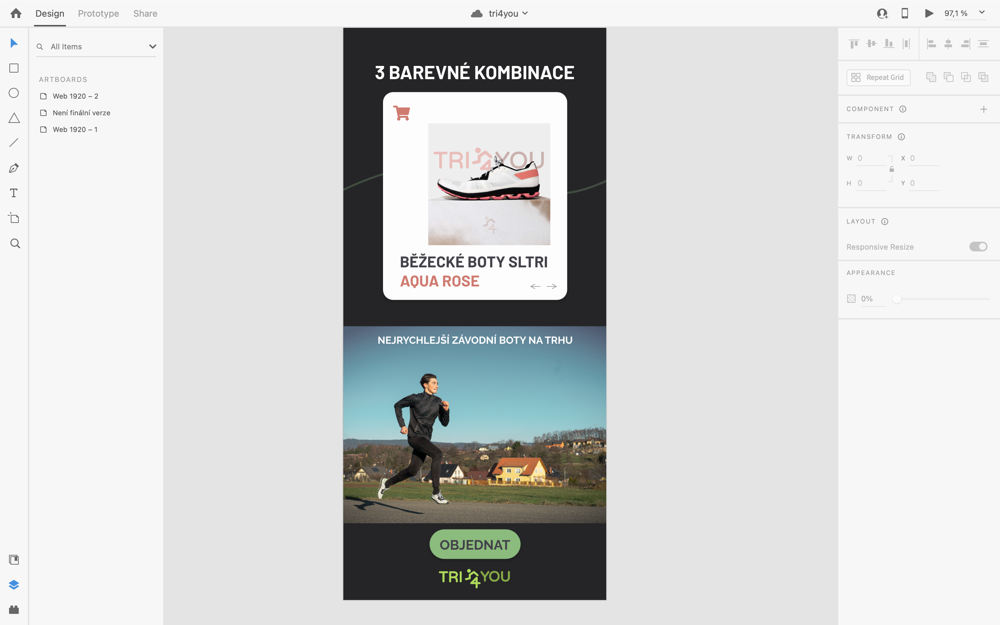 Design Prototype Share
tri4you
97,1 %
All Items
ARTBOARDS
Web 1920 – 2
Není finální verze
Web 1920 – 1
3 BAREVNÉ KOMBINACE
TRI4YOU
4
BĚŽECKÉ BOTY SLTRI
AQUA ROSE
NEJRYCHLEJŠÍ ZÁVODNÍ BOTY NA TRHU
OBJEDNAT
TRI4YOU
Repeat Grid
COMPONENT
TRANSFORM
W 0 X 0
H 0 Y 0
LAYOUT
Responsive Resize
APPEARANCE
0%